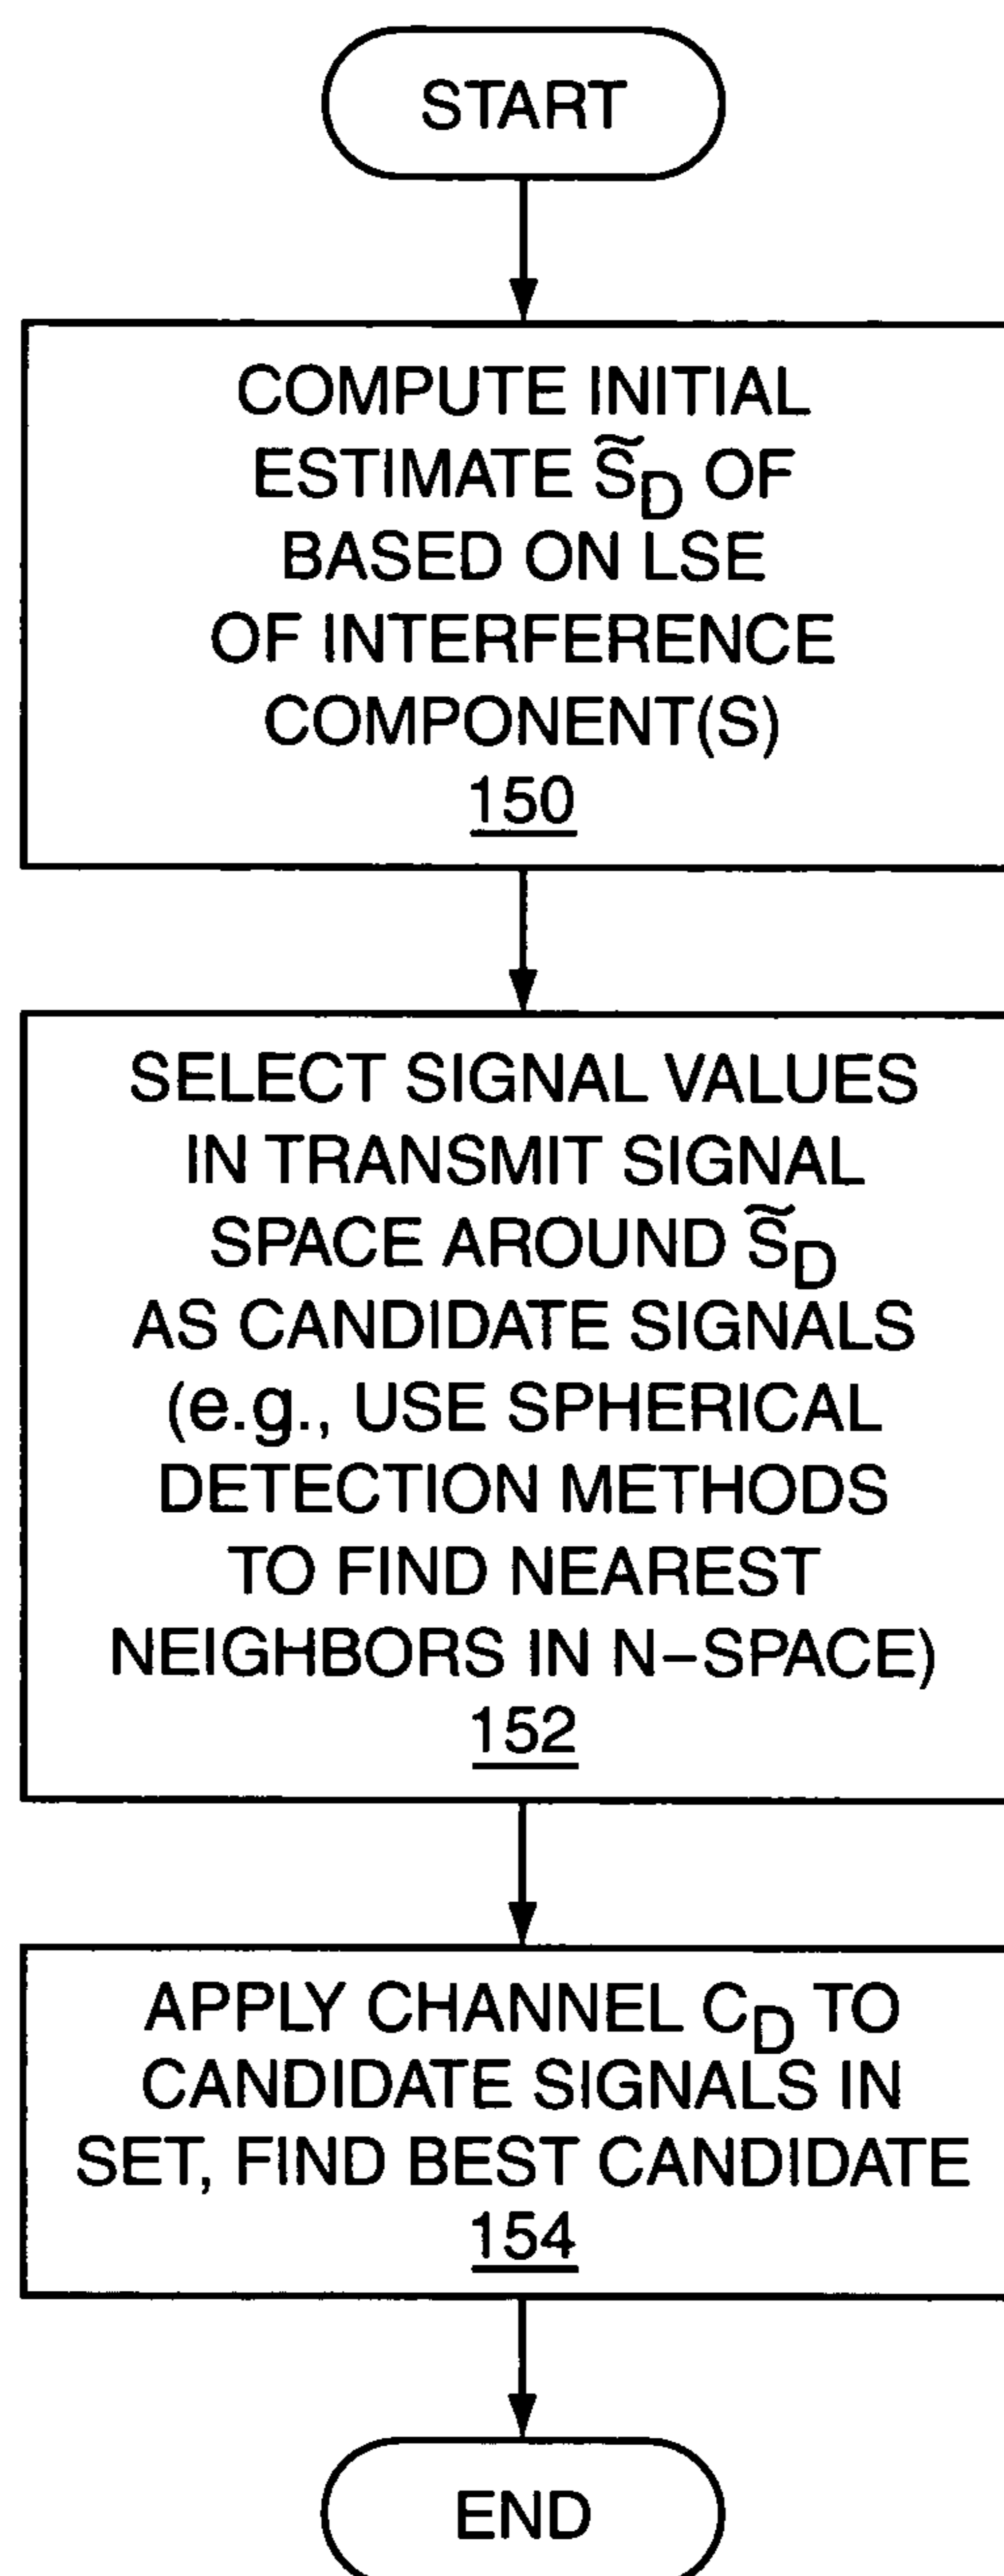 START
COMPUTE INITIAL
ESTIMATE S̃D OF
BASED ON LSE
OF INTERFERENCE
COMPONENT(S)
150
SELECT SIGNAL VALUES
IN TRANSMIT SIGNAL
SPACE AROUND S̃D
AS CANDIDATE SIGNALS
(e.g., USE SPHERICAL
DETECTION METHODS
TO FIND NEAREST
NEIGHBORS IN N–SPACE)
152
APPLY CHANNEL CD TO
CANDIDATE SIGNALS IN
SET, FIND BEST CANDIDATE
154
END